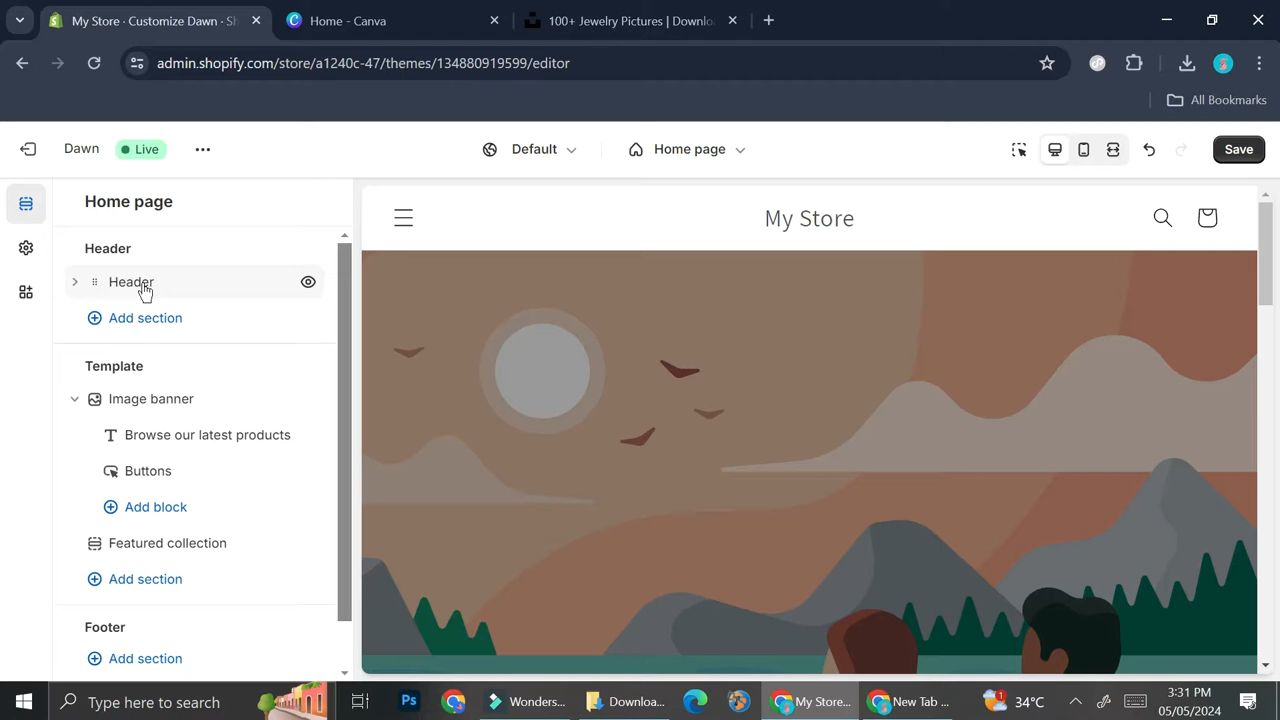 My Store · Customize Dawn · Sh
Home - Canva
100+ Jewelry Pictures | Downlo
admin.shopify.com/store/a1240c-47/themes/134880919599/editor
All Bookmarks
Dawn
Live
Default
Home page
Save
Home page
Header
Header
Add section
Template
Image banner
Browse our latest products
Buttons
Add block
Featured collection
Add section
Footer
Add section
My Store
Type here to search
Ps
Wonders...
Downloa...
My Store...
New Tab ...
1
34°C
3:31 PM
05/05/2024